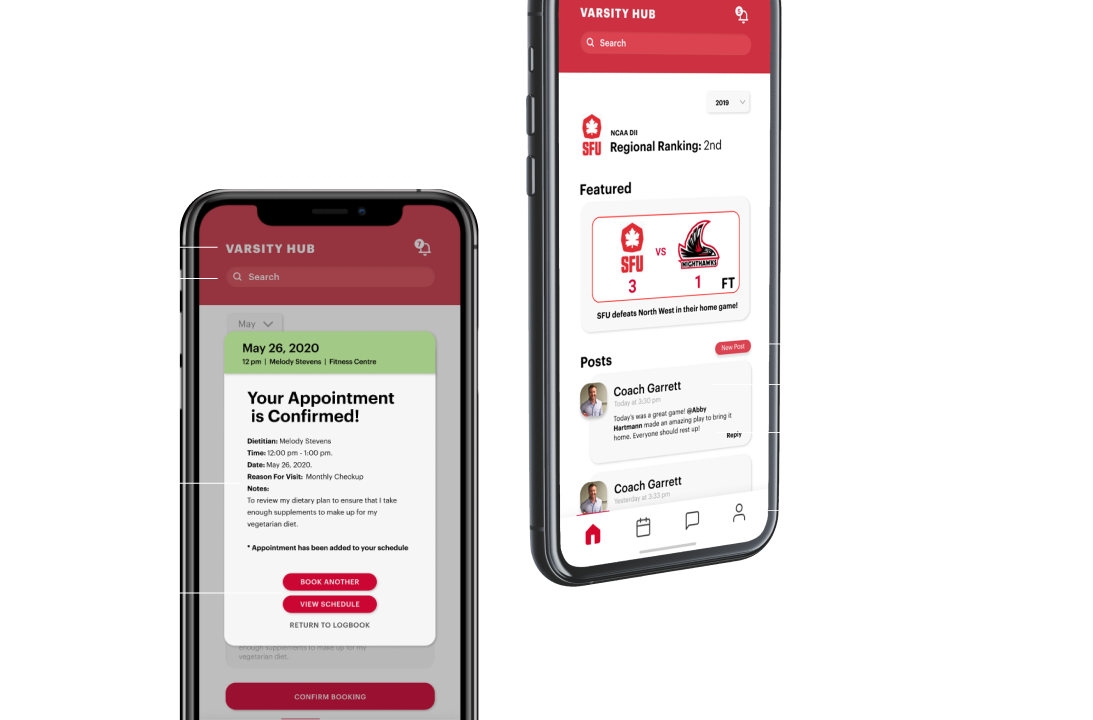 VARSITY HUB
7
Search
May
May 26, 2020
12 pm | Melody Stevens | Fitness Centre
Your Appointment
is Confirmed!
Dietitian: Melody Stevens
Time: 12:00 pm - 1:00 pm.
Date: May 26, 2020.
Reason For Visit: Monthly Checkup
Notes:
To review my dietary plan to ensure that I take
enough supplements to make up for my
vegetarian diet.
* Appointment has been added to your schedule
BOOK ANOTHER
VIEW SCHEDULE
RETURN TO LOGBOOK
enough supplements to make up for my
vegetarian diet.
CONFIRM BOOKING
VARSITY HUB
5
Search
2019
SFU
NCAA DII
Regional Ranking: 2nd
Featured
SFU
VS
NIGHTHAWKS
3
1
FT
SFU defeats North West in their home game!
Posts
New Post
Coach Garrett
Today at 3:30 pm
Today's was a great game! @Abby
Hartmann made an amazing play to bring it
home. Everyone should rest up!
Reply
Coach Garrett
Yesterday at 3:33 pm